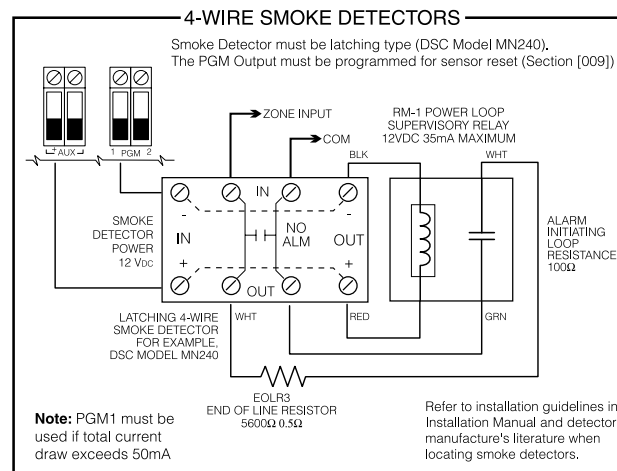 4-WIRE SMOKE DETECTORS
Smoke Detector must be latching type (DSC Model MN240).
The PGM Output must be programmed for sensor reset (Section [009])
ZONE INPUT
COM
RM-1 POWER LOOP
SUPERVISORY RELAY
12VDC 35mA MAXIMUM
+ AUX -
1 PGM 2
BLK
WHT
IN
- -
SMOKE
DETECTOR
POWER
12 VDC
IN
NO
ALM
OUT
+ +
OUT
ALARM
INITIATING
LOOP
RESISTANCE
100Ω
LATCHING 4-WIRE
SMOKE DETECTOR
FOR EXAMPLE,
DSC MODEL MN240
WHT
RED
GRN
EOLR3
END OF LINE RESISTOR
5600Ω 0.5Ω
Note: PGM1 must be
used if total current
draw exceeds 50mA
Refer to installation guidelines in
Installation Manual and detector
manufacture's literature when
locating smoke detectors.